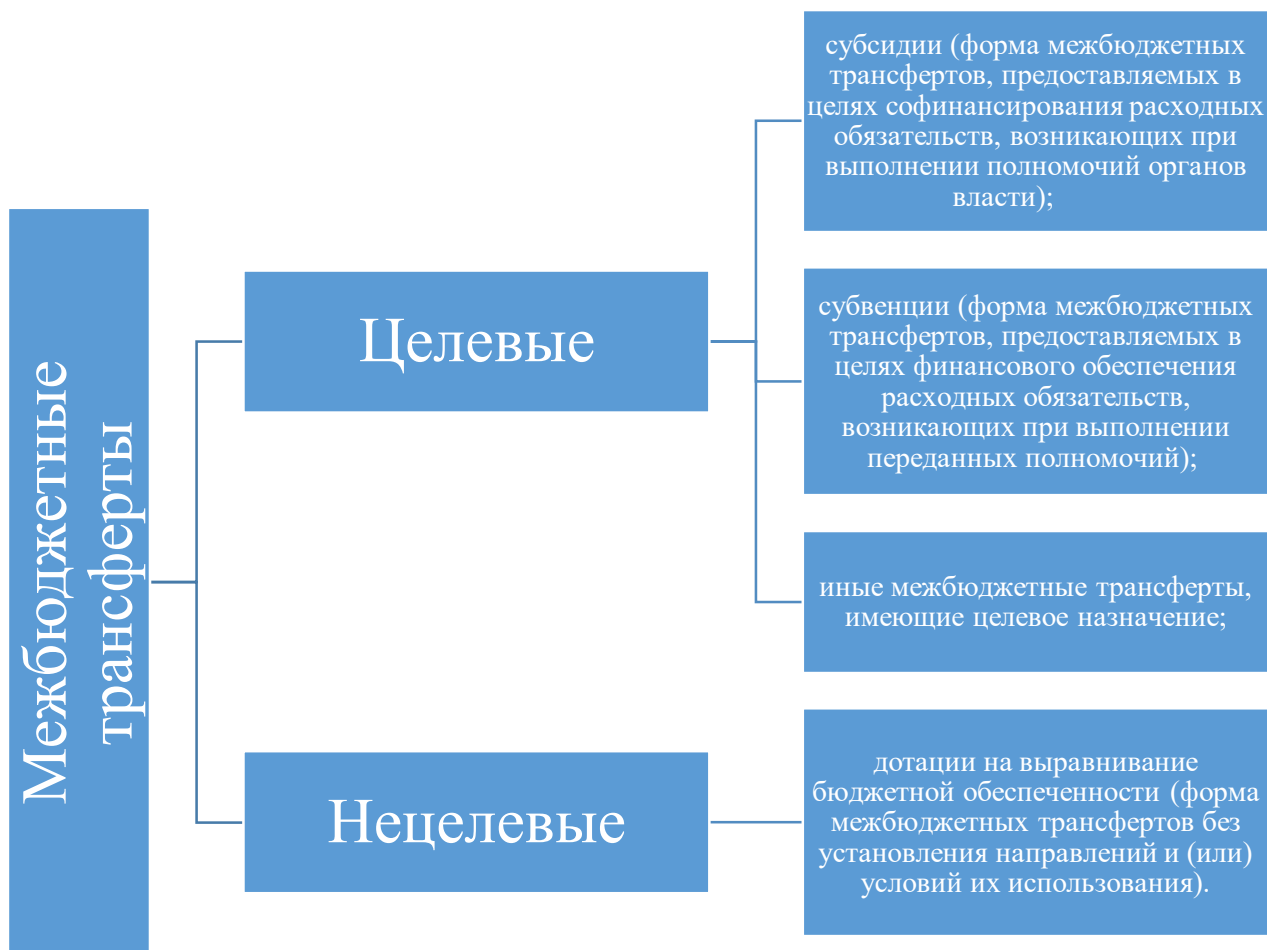 Межбюджетные
трансферты
Целевые
субсидии (форма межбюджетных
трансфертов, предоставляемых в
целях софинансирования расходных
обязательств, возникающих при
выполнении полномочий органов
власти);
субвенции (форма межбюджетных
трансфертов, предоставляемых в
целях финансового обеспечения
расходных обязательств,
возникающих при выполнении
переданных полномочий);
иные межбюджетные трансферты,
имеющие целевое назначение;
Нецелевые
дотации на выравнивание
бюджетной обеспеченности (форма
межбюджетных трансфертов без
установления направлений и (или)
условий их использования).